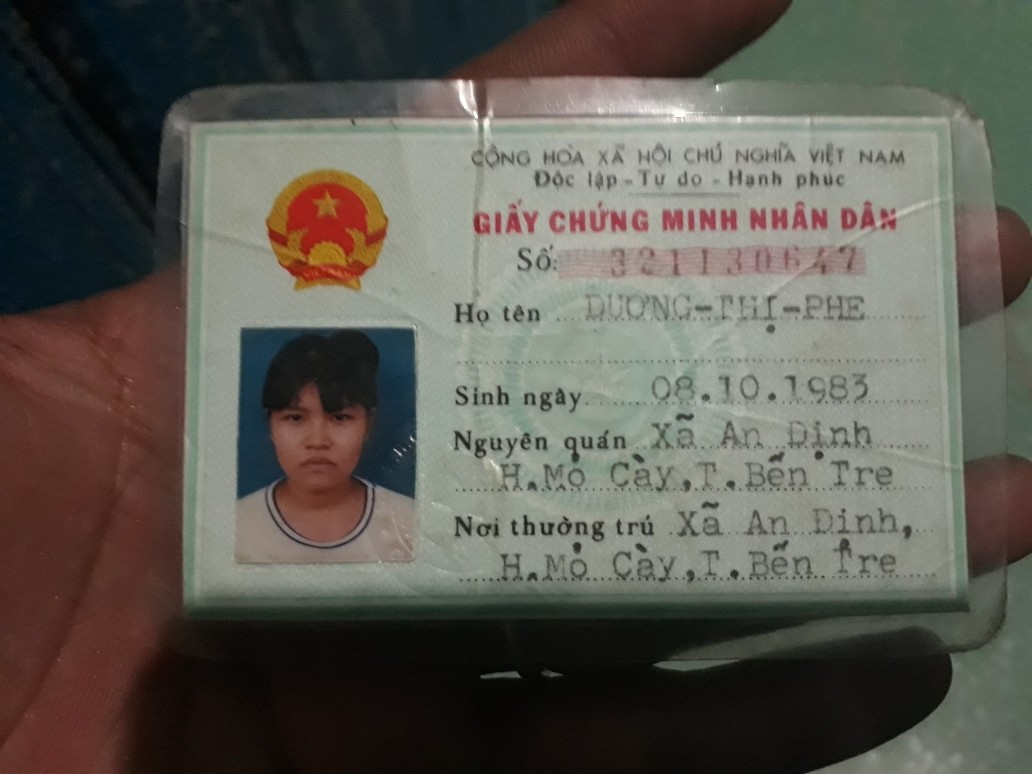 CỘNG HÒA XÃ HỘI CHỦ NGHĨA VIỆT NAM
Độc lập - Tự do - Hạnh phúc
GIẤY CHỨNG MINH NHÂN DÂN
Số: 321130647
Họ tên DƯƠNG-THỊ-PHE
Sinh ngày 08.10.1983
Nguyên quán Xã An Định
H.Mỏ Cày,T.Bến Tre
Nơi thường trú Xã An Định,
H.Mỏ Cày,T.Bến Tre